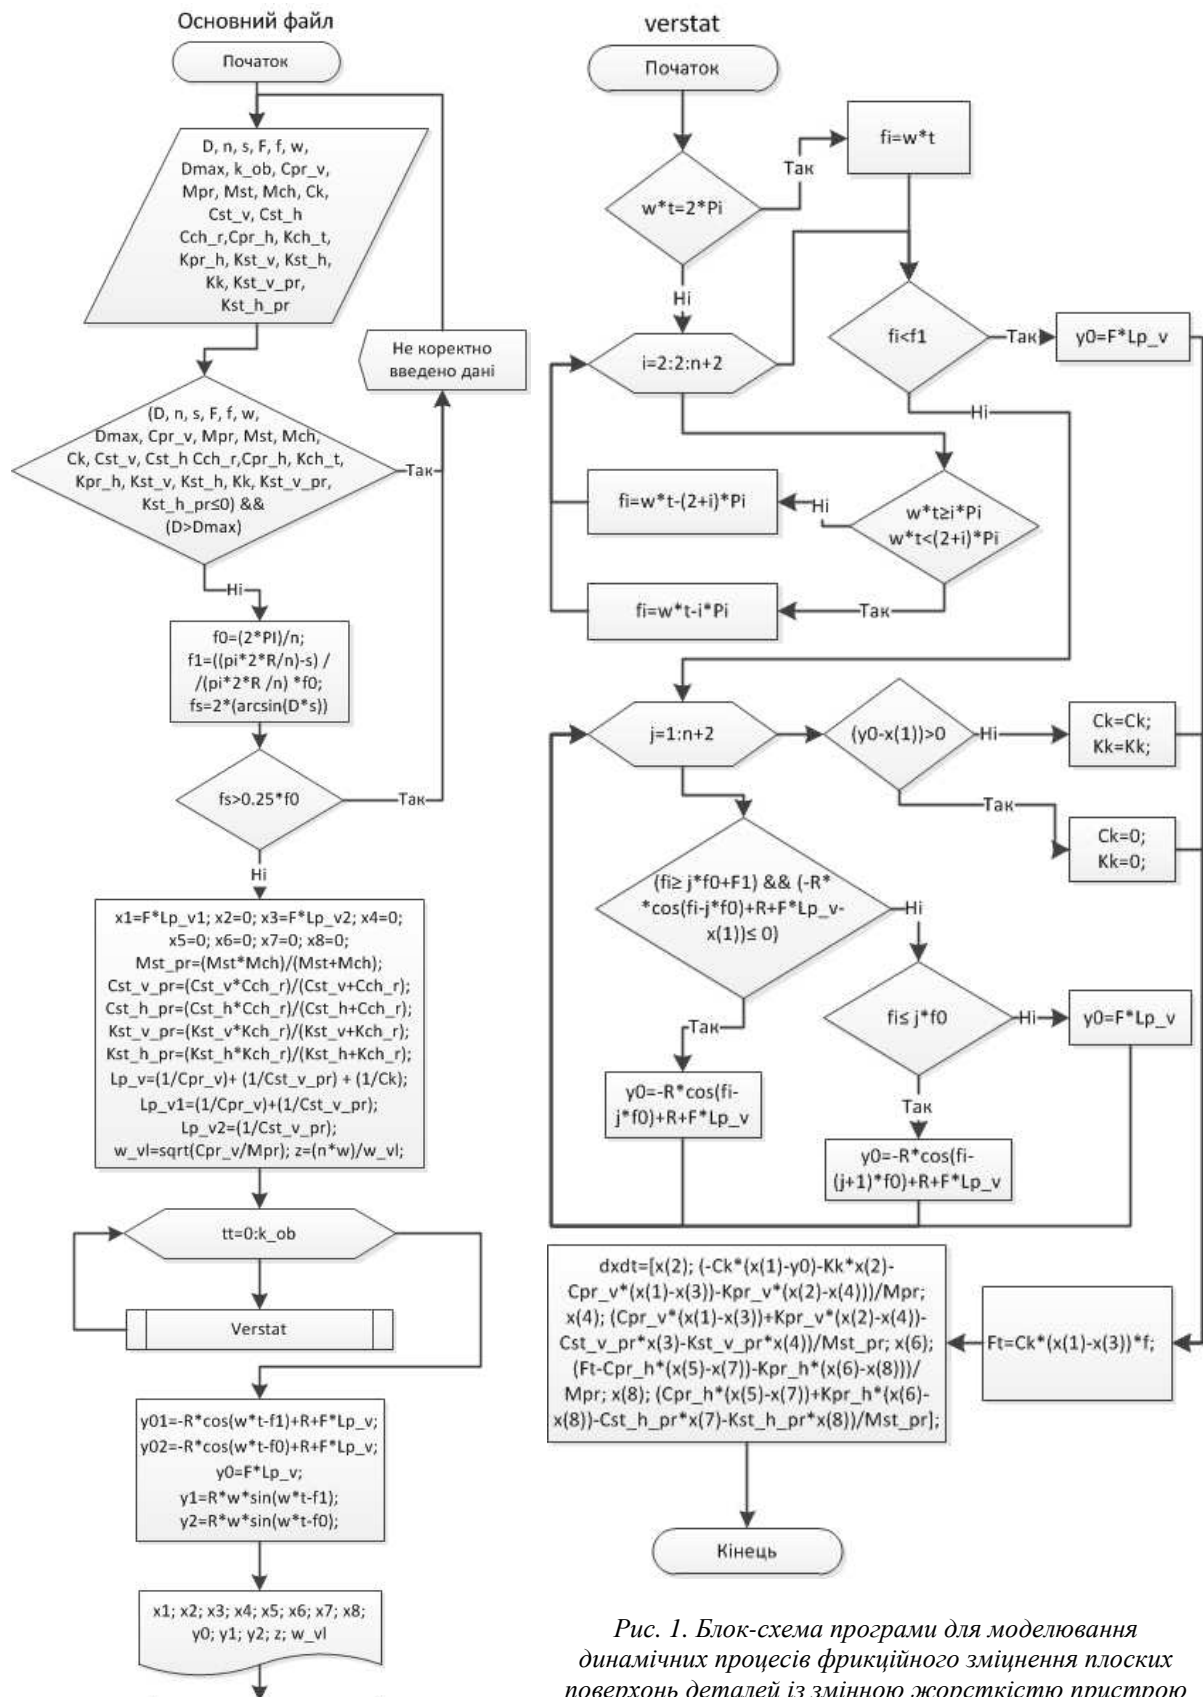 Основний файл
Початок
D, n, s, F, f, w,
Dmax, k_ob, Cpr_v,
Mpr, Mst, Mch, Ck,
Cst_v, Cst_h
Cch_r,Cpr_h, Kch_t,
Kpr_h, Kst_v, Kst_h,
Kk, Kst_v_pr,
Kst_h_pr
Не коректно
введено дані
(D, n, s, F, f, w,
Dmax, Cpr_v, Mpr, Mst, Mch,
Ck, Cst_v, Cst_h Cch_r,Cpr_h, Kch_t,
Kpr_h, Kst_v, Kst_h, Kk, Kst_v_pr,
Kst_h_pr≤0) &&
(D>Dmax)
Так
Ні
f0=(2*PI)/n;
f1=((pi*2*R/n)-s) /
/(pi*2*R /n) *f0;
fs=2*(arcsin(D*s))
fs>0.25*f0
Так
Ні
x1=F*Lp_v1; x2=0; x3=F*Lp_v2; x4=0;
x5=0; x6=0; x7=0; x8=0;
Mst_pr=(Mst*Mch)/(Mst+Mch);
Cst_v_pr=(Cst_v*Cch_r)/(Cst_v+Cch_r);
Cst_h_pr=(Cst_h*Cch_r)/(Cst_h+Cch_r);
Kst_v_pr=(Kst_v*Kch_r)/(Kst_v+Kch_r);
Kst_h_pr=(Kst_h*Kch_r)/(Kst_h+Kch_r);
Lp_v=(1/Cpr_v)+ (1/Cst_v_pr) + (1/Ck);
Lp_v1=(1/Cpr_v)+(1/Cst_v_pr);
Lp_v2=(1/Cst_v_pr);
w_vl=sqrt(Cpr_v/Mpr); z=(n*w)/w_vl;
tt=0:k_ob
Verstat
y01=-R*cos(w*t-f1)+R+F*Lp_v;
y02=-R*cos(w*t-f0)+R+F*Lp_v;
y0=F*Lp_v;
y1=R*w*sin(w*t-f1);
y2=R*w*sin(w*t-f0);
x1; x2; x3; x4; x5; x6; x7; x8;
y0; y1; y2; z; w_vl
verstat
Початок
w*t=2*Pi
Так
fi=w*t
Ні
i=2:2:n+2
fi<f1
Так
y0=F*Lp_v
Ні
fi=w*t-(2+i)*Pi
Ні
w*t≥i*Pi
w*t<(2+i)*Pi
fi=w*t-i*Pi
Так
j=1:n+2
(y0-x(1))>0
Ні
Ck=Ck;
Kk=Kk;
Так
Ck=0;
Kk=0;
(fi≥ j*f0+F1) && (-R*
*cos(fi-j*f0)+R+F*Lp_v-
x(1))≤ 0)
Ні
Так
fi≤ j*f0
Ні
y0=F*Lp_v
Так
y0=-R*cos(fi-
j*f0)+R+F*Lp_v
y0=-R*cos(fi-
(j+1)*f0)+R+F*Lp_v
dxdt=[x(2); (-Ck*(x(1)-y0)-Kk*x(2)-
Cpr_v*(x(1)-x(3))-Kpr_v*(x(2)-x(4)))/Mpr;
x(4); (Cpr_v*(x(1)-x(3))+Kpr_v*(x(2)-x(4))-
Cst_v_pr*x(3)-Kst_v_pr*x(4))/Mst_pr; x(6);
(Ft-Cpr_h*(x(5)-x(7))-Kpr_h*(x(6)-x(8)))/
Mpr; x(8); (Cpr_h*(x(5)-x(7))+Kpr_h*(x(6)-
x(8))-Cst_h_pr*x(7)-Kst_h_pr*x(8))/Mst_pr];
Ft=Ck*(x(1)-x(3))*f;
Кінець
Рис. 1. Блок-схема програми для моделювання
динамічних процесів фрикційного зміцнення плоских
поверхонь деталей із змінною жорсткістю пристрою